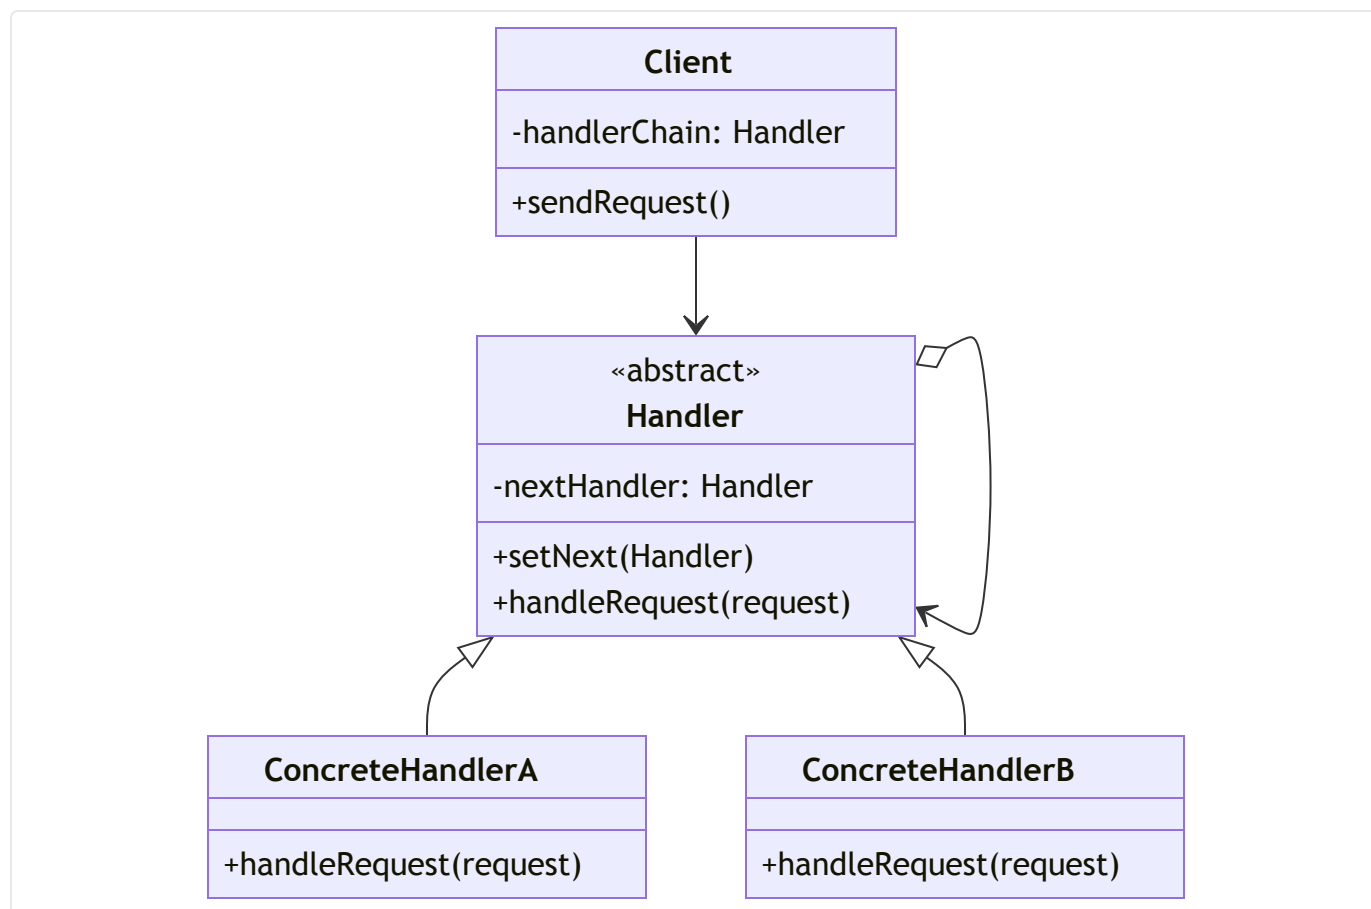 Client
-handlerChain: Handler
+sendRequest()
«abstract»
Handler
-nextHandler: Handler
+setNext(Handler)
+handleRequest(request)
ConcreteHandlerA
+handleRequest(request)
ConcreteHandlerB
+handleRequest(request)